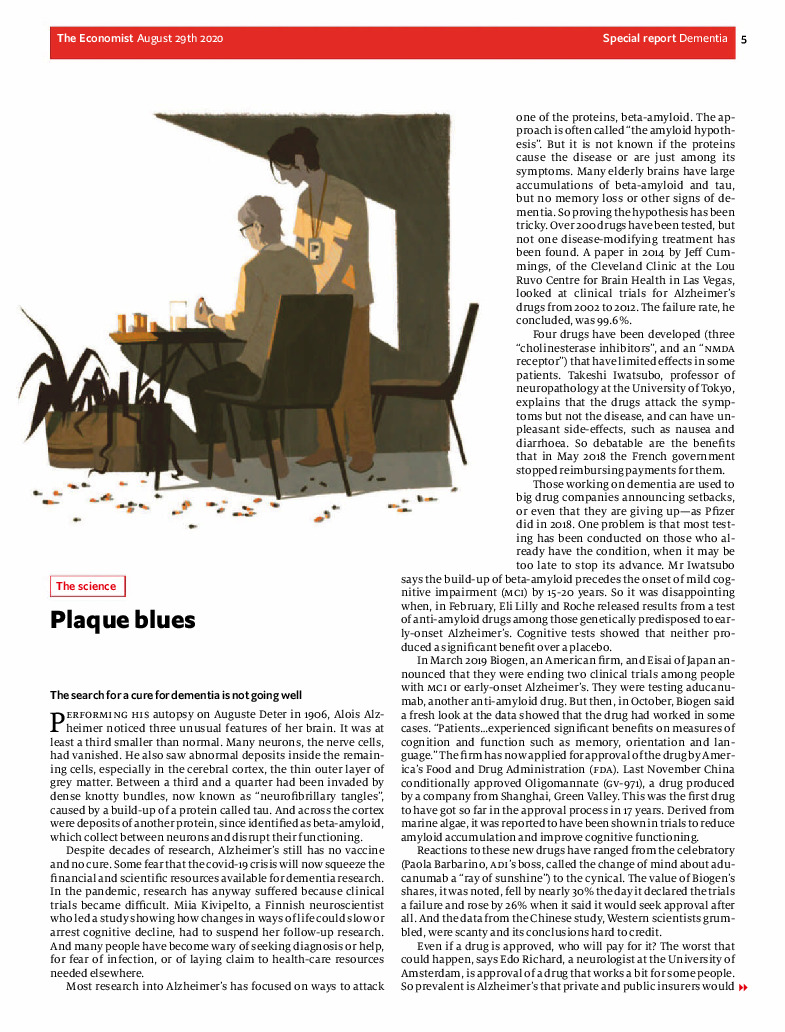 The Economist August 29th 2020
Special report Dementia 5
The science
Plaque blues
The search for a cure for dementia is not going well
PERFORMING HIS autopsy on Auguste Deter in 1906, Alois Alz-
heimer noticed three unusual features of her brain. It was at
least a third smaller than normal. Many neurons, the nerve cells,
had vanished. He also saw abnormal deposits inside the remain-
ing cells, especially in the cerebral cortex, the thin outer layer of
grey matter. Between a third and a quarter had been invaded by
dense knotty bundles, now known as “neurofibrillary tangles”,
caused by a build-up of a protein called tau. And across the cortex
were deposits of another protein, since identified as beta-amyloid,
which collect between neurons and disrupt their functioning.
Despite decades of research, Alzheimer’s still has no vaccine
and no cure. Some fear that the covid-19 crisis will now squeeze the
financial and scientific resources available for dementia research.
In the pandemic, research has anyway suffered because clinical
trials became difficult. Miia Kivipelto, a Finnish neuroscientist
who led a study showing how changes in ways of life could slow or
arrest cognitive decline, had to suspend her follow-up research.
And many people have become wary of seeking diagnosis or help,
for fear of infection, or of laying claim to health-care resources
needed elsewhere.
Most research into Alzheimer’s has focused on ways to attack
one of the proteins, beta-amyloid. The ap-
proach is often called “the amyloid hypoth-
esis”. But it is not known if the proteins
cause the disease or are just among its
symptoms. Many elderly brains have large
accumulations of beta-amyloid and tau,
but no memory loss or other signs of de-
mentia. So proving the hypothesis has been
tricky. Over 200 drugs have been tested, but
not one disease-modifying treatment has
been found. A paper in 2014 by Jeff Cum-
mings, of the Cleveland Clinic at the Lou
Ruvo Centre for Brain Health in Las Vegas,
looked at clinical trials for Alzheimer’s
drugs from 2002 to 2012. The failure rate, he
concluded, was 99.6%.
Four drugs have been developed (three
“cholinesterase inhibitors”, and an “NMDA
receptor”) that have limited effects in some
patients. Takeshi Iwatsubo, professor of
neuropathology at the University of Tokyo,
explains that the drugs attack the symp-
toms but not the disease, and can have un-
pleasant side-effects, such as nausea and
diarrhoea. So debatable are the benefits
that in May 2018 the French government
stopped reimbursing payments for them.
Those working on dementia are used to
big drug companies announcing setbacks,
or even that they are giving up—as Pfizer
did in 2018. One problem is that most test-
ing has been conducted on those who al-
ready have the condition, when it may be
too late to stop its advance. Mr Iwatsubo
says the build-up of beta-amyloid precedes the onset of mild cog-
nitive impairment (MCI) by 15-20 years. So it was disappointing
when, in February, Eli Lilly and Roche released results from a test
of anti-amyloid drugs among those genetically predisposed to ear-
ly-onset Alzheimer’s. Cognitive tests showed that neither pro-
duced a significant benefit over a placebo.
In March 2019 Biogen, an American firm, and Eisai of Japan an-
nounced that they were ending two clinical trials among people
with MCI or early-onset Alzheimer’s. They were testing aducanu-
mab, another anti-amyloid drug. But then, in October, Biogen said
a fresh look at the data showed that the drug had worked in some
cases. “Patients...experienced significant benefits on measures of
cognition and function such as memory, orientation and lan-
guage.” The firm has now applied for approval of the drug by Amer-
ica’s Food and Drug Administration (FDA). Last November China
conditionally approved Oligomannate (GV-971), a drug produced
by a company from Shanghai, Green Valley. This was the first drug
to have got so far in the approval process in 17 years. Derived from
marine algae, it was reported to have been shown in trials to reduce
amyloid accumulation and improve cognitive functioning.
Reactions to these new drugs have ranged from the celebratory
(Paola Barbarino, ADI’s boss, called the change of mind about adu-
canumab a “ray of sunshine”) to the cynical. The value of Biogen’s
shares, it was noted, fell by nearly 30% the day it declared the trials
a failure and rose by 26% when it said it would seek approval after
all. And the data from the Chinese study, Western scientists grum-
bled, were scanty and its conclusions hard to credit.
Even if a drug is approved, who will pay for it? The worst that
could happen, says Edo Richard, a neurologist at the University of
Amsterdam, is approval of a drug that works a bit for some people.
So prevalent is Alzheimer’s that private and public insurers would